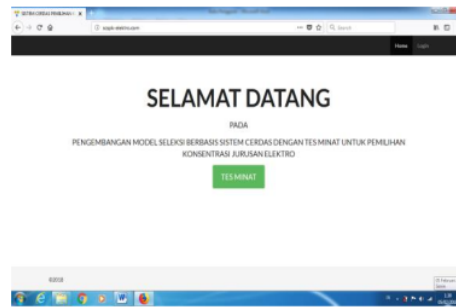 Home Login
SELAMAT DATANG
PADA
PENGEMBANGAN MODEL SELEKSI BERBASIS SISTEM CERDAS DENGAN TES MINAT UNTUK PEMILIHAN
KONSENTRASI JURUSAN ELEKTRO
TES MINAT
©2018